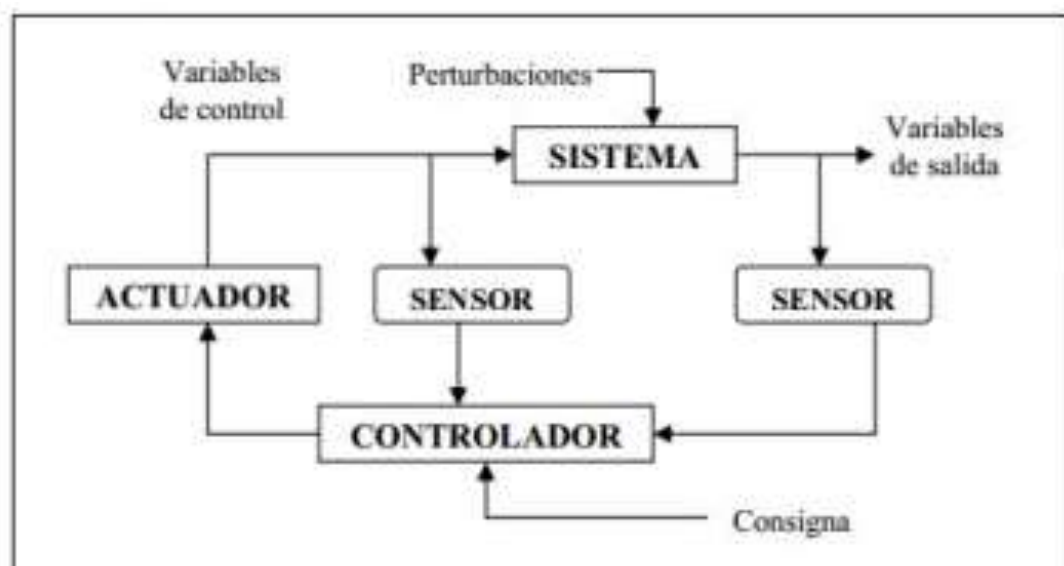 Variables
de control
Perturbaciones
SISTEMA
Variables
de salida
ACTUADOR
SENSOR
SENSOR
CONTROLADOR
Consigna